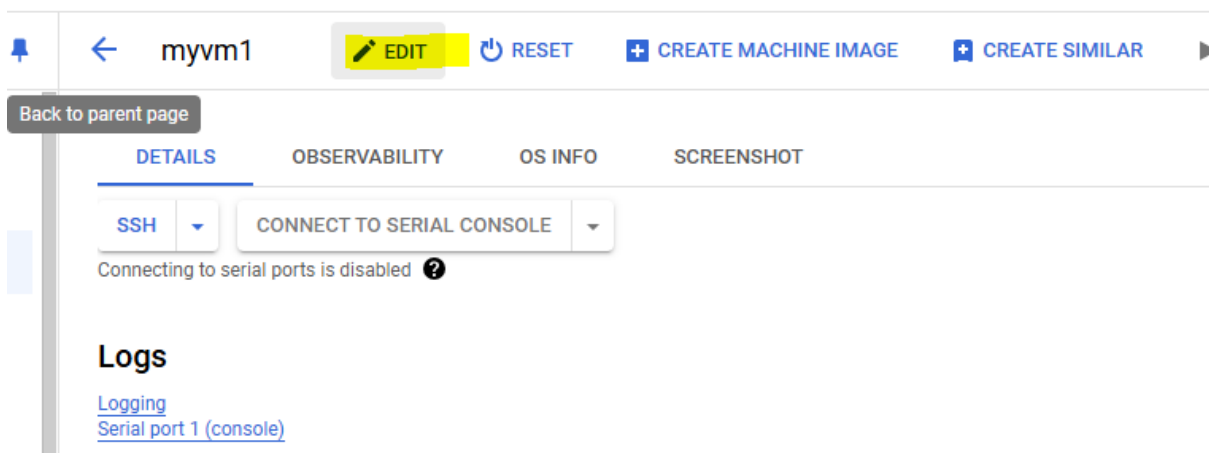 myvm1 EDIT RESET CREATE MACHINE IMAGE CREATE SIMILAR
Back to parent page
DETAILS OBSERVABILITY OS INFO SCREENSHOT
SSH CONNECT TO SERIAL CONSOLE
Connecting to serial ports is disabled ?
Logs
Logging
Serial port 1 (console)